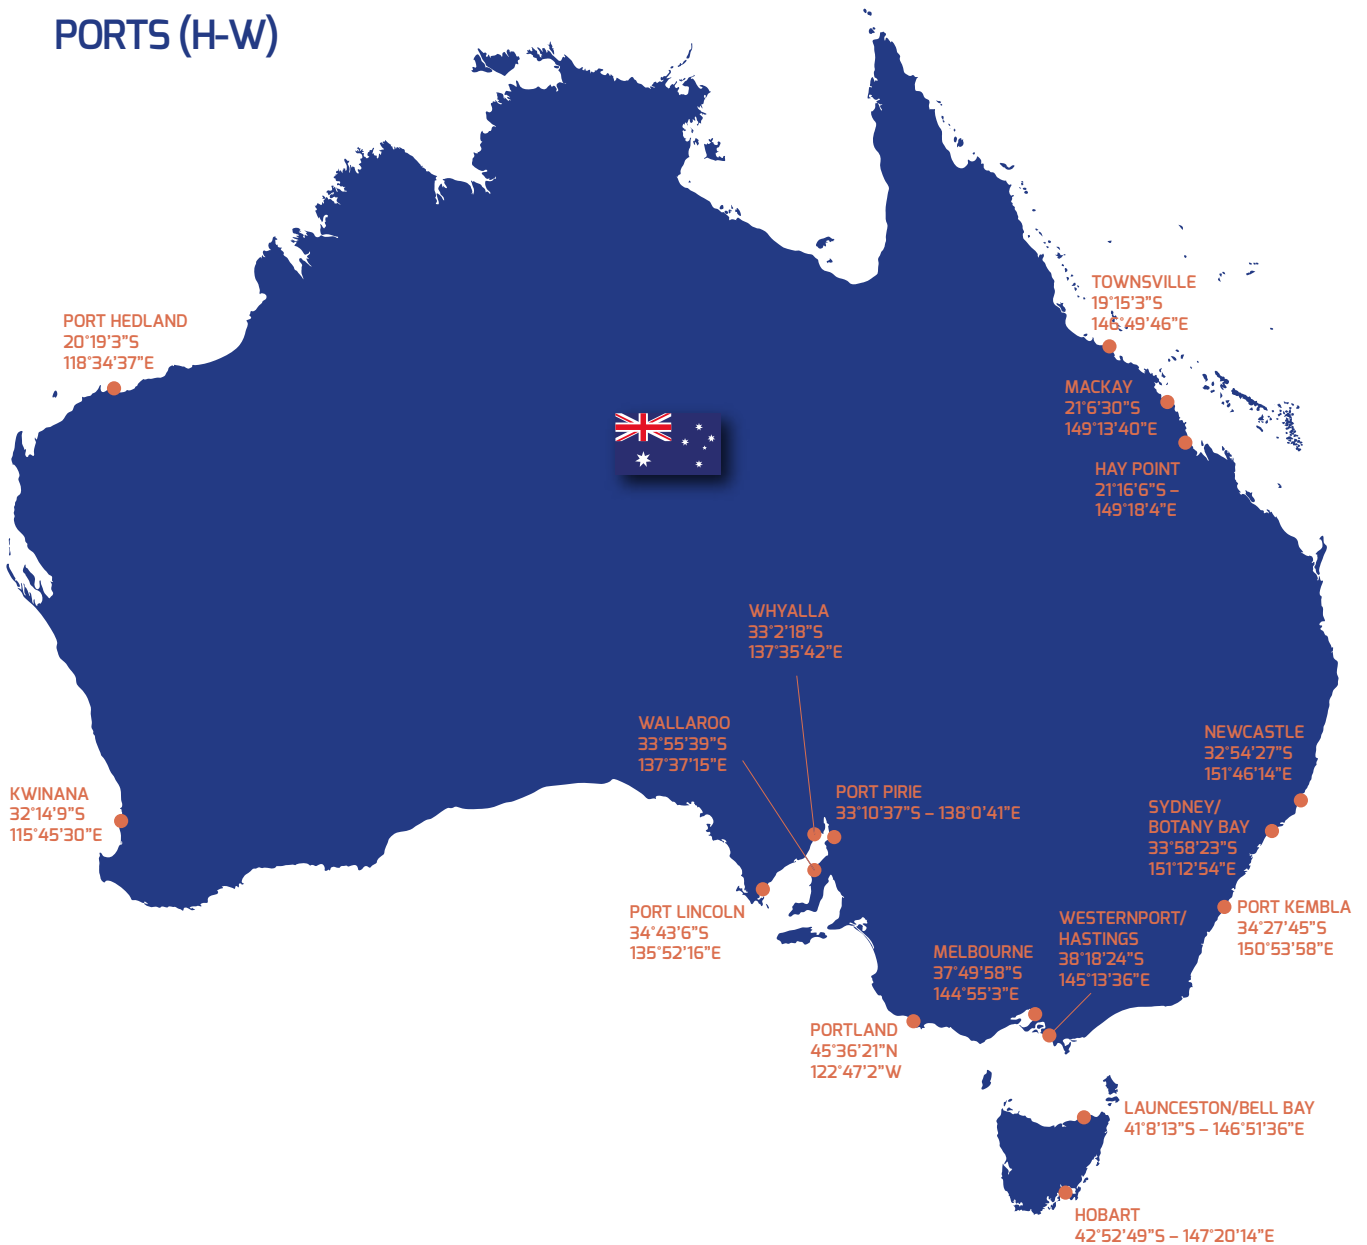 PORTS (H-W)
TOWNSVILLE
19°15'3"S
146°49'46"E
PORT HEDLAND
20°19'3"S
118°34'37"E
MACKAY
21°6'30"S
149°13'40"E
HAY POINT
21°16'6"S –
149°18'4"E
WHYALLA
33°2'18"S
137°35'42"E
WALLAROO
33°55'39"S
137°37'15"E
NEWCASTLE
32°54'27"S
151°46'14"E
KWINANA
32°14'9"S
115°45'30"E
PORT PIRIE
33°10'37"S – 138°0'41"E
SYDNEY/
BOTANY BAY
33°58'23"S
151°12'54"E
PORT LINCOLN
34°43'6"S
135°52'16"E
PORT KEMBLA
34°27'45"S
150°53'58"E
WESTERNPORT/
HASTINGS
38°18'24"S
145°13'36"E
MELBOURNE
37°49'58"S
144°55'3"E
PORTLAND
45°36'21"N
122°47'2"W
LAUNCESTON/BELL BAY
41°8'13"S – 146°51'36"E
HOBART
42°52'49"S – 147°20'14"E